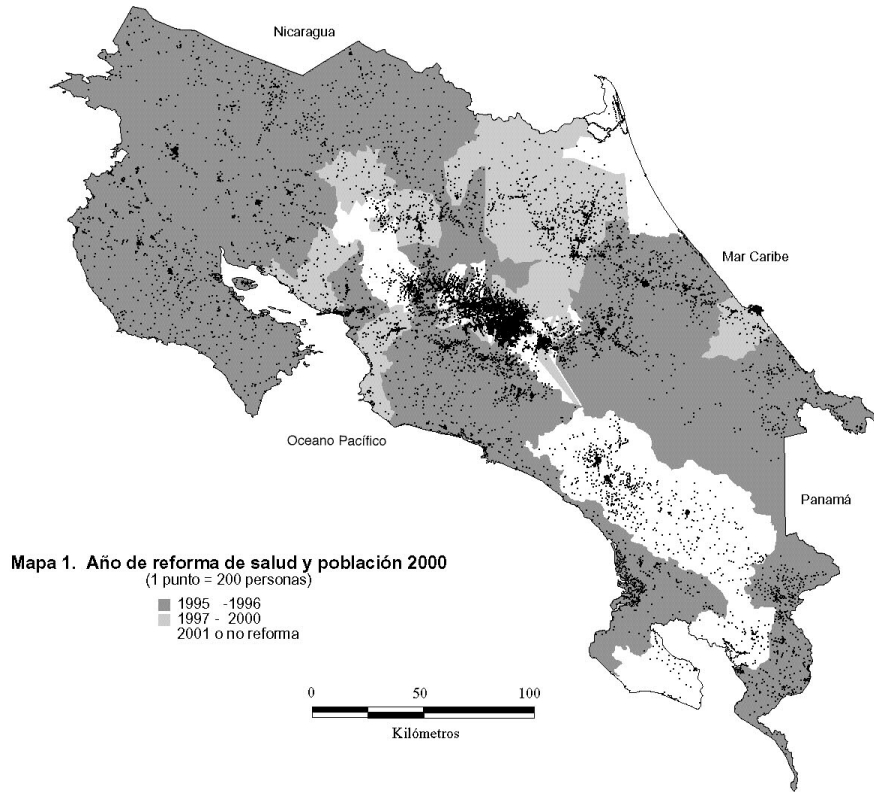 Nicaragua
Mar Caribe
Oceano Pacífico
Panamá
Mapa 1. Año de reforma de salud y población 2000
(1 punto = 200 personas)
1995 -1996
1997 - 2000
2001 o no reforma
0 50 100
Kilómetros